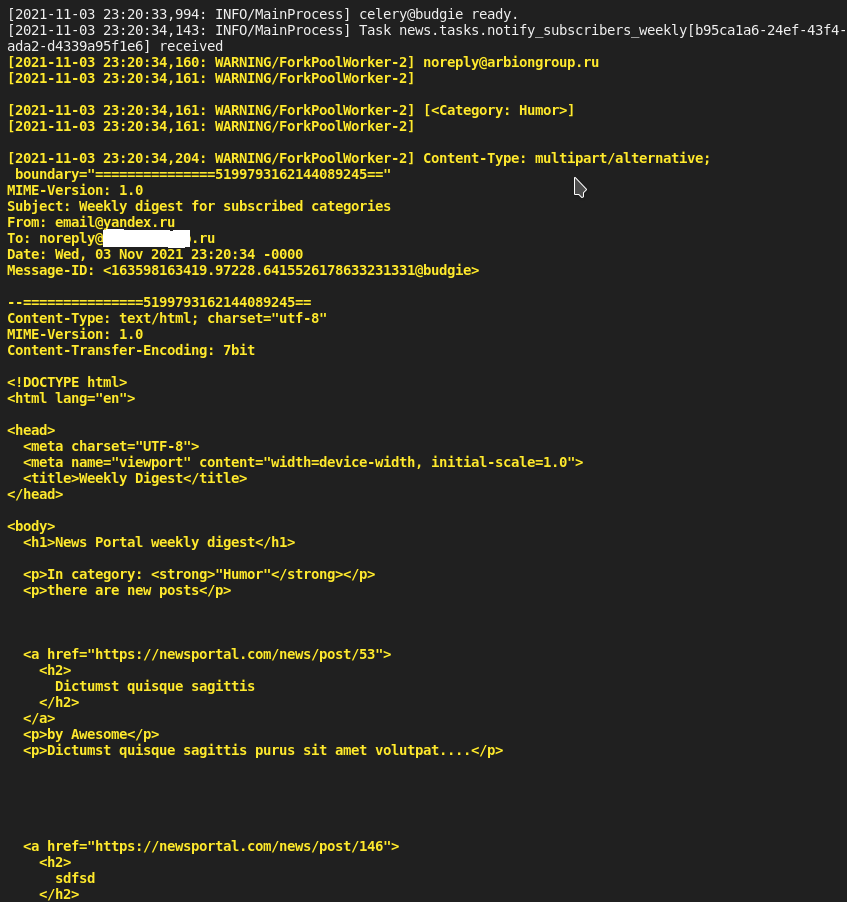 [2021-11-03 23:20:33,994: INFO/MainProcess] celery@budgie ready.
[2021-11-03 23:20:34,143: INFO/MainProcess] Task news.tasks.notify_subscribers_weekly[b95ca1a6-24ef-43f4-
ada2-d4339a95f1e6] received
[2021-11-03 23:20:34,160: WARNING/ForkPoolWorker-2] noreply@arbiongroup.ru
[2021-11-03 23:20:34,161: WARNING/ForkPoolWorker-2]
[2021-11-03 23:20:34,161: WARNING/ForkPoolWorker-2] [<Category: Humor>]
[2021-11-03 23:20:34,161: WARNING/ForkPoolWorker-2]
[2021-11-03 23:20:34,204: WARNING/ForkPoolWorker-2] Content-Type: multipart/alternative;
 boundary="===============5199793162144089245=="
MIME-Version: 1.0
Subject: Weekly digest for subscribed categories
From: email@yandex.ru
To: noreply@.ru
Date: Wed, 03 Nov 2021 23:20:34 -0000
Message-ID: <163598163419.97228.6415526178633231331@budgie>
--===============5199793162144089245==
Content-Type: text/html; charset="utf-8"
MIME-Version: 1.0
Content-Transfer-Encoding: 7bit
<!DOCTYPE html>
<html lang="en">
<head>
  <meta charset="UTF-8">
  <meta name="viewport" content="width=device-width, initial-scale=1.0">
  <title>Weekly Digest</title>
</head>
<body>
  <h1>News Portal weekly digest</h1>
  <p>In category: <strong>"Humor"</strong></p>
  <p>there are new posts</p>
  <a href="https://newsportal.com/news/post/53">
    <h2>
      Dictumst quisque sagittis
    </h2>
  </a>
  <p>by Awesome</p>
  <p>Dictumst quisque sagittis purus sit amet volutpat....</p>
  <a href="https://newsportal.com/news/post/146">
    <h2>
      sdfsd
    </h2>